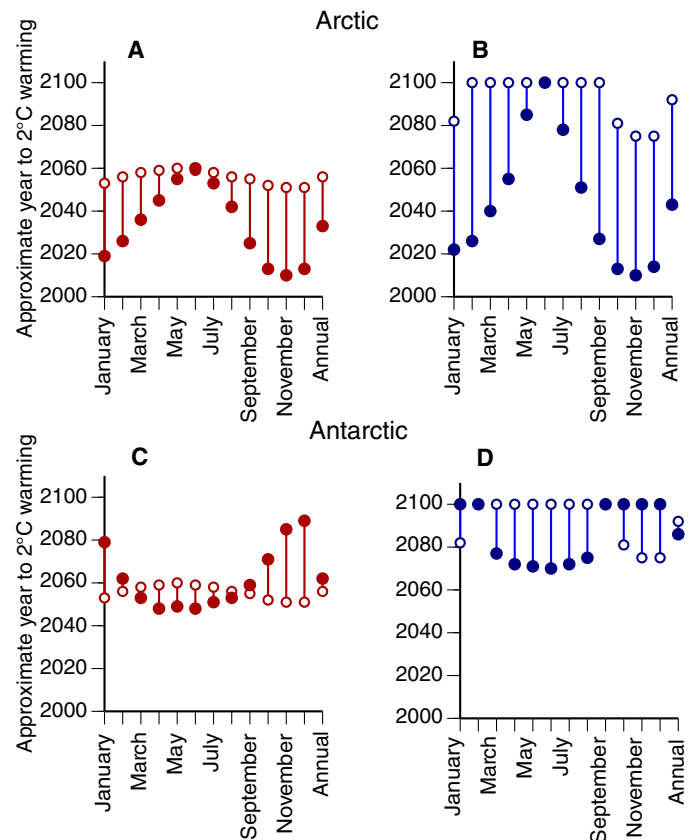 Arctic
A
B
Approximate year to 2°C warming
2100
2080
2060
2040
2020
2000
January
March
May
July
September
November
Annual
2100
2080
2060
2040
2020
2000
January
March
May
July
September
November
Annual
Antarctic
C
D
Approximate year to 2°C warming
2100
2080
2060
2040
2020
2000
January
March
May
July
September
November
Annual
2100
2080
2060
2040
2020
2000
January
March
May
July
September
November
Annual